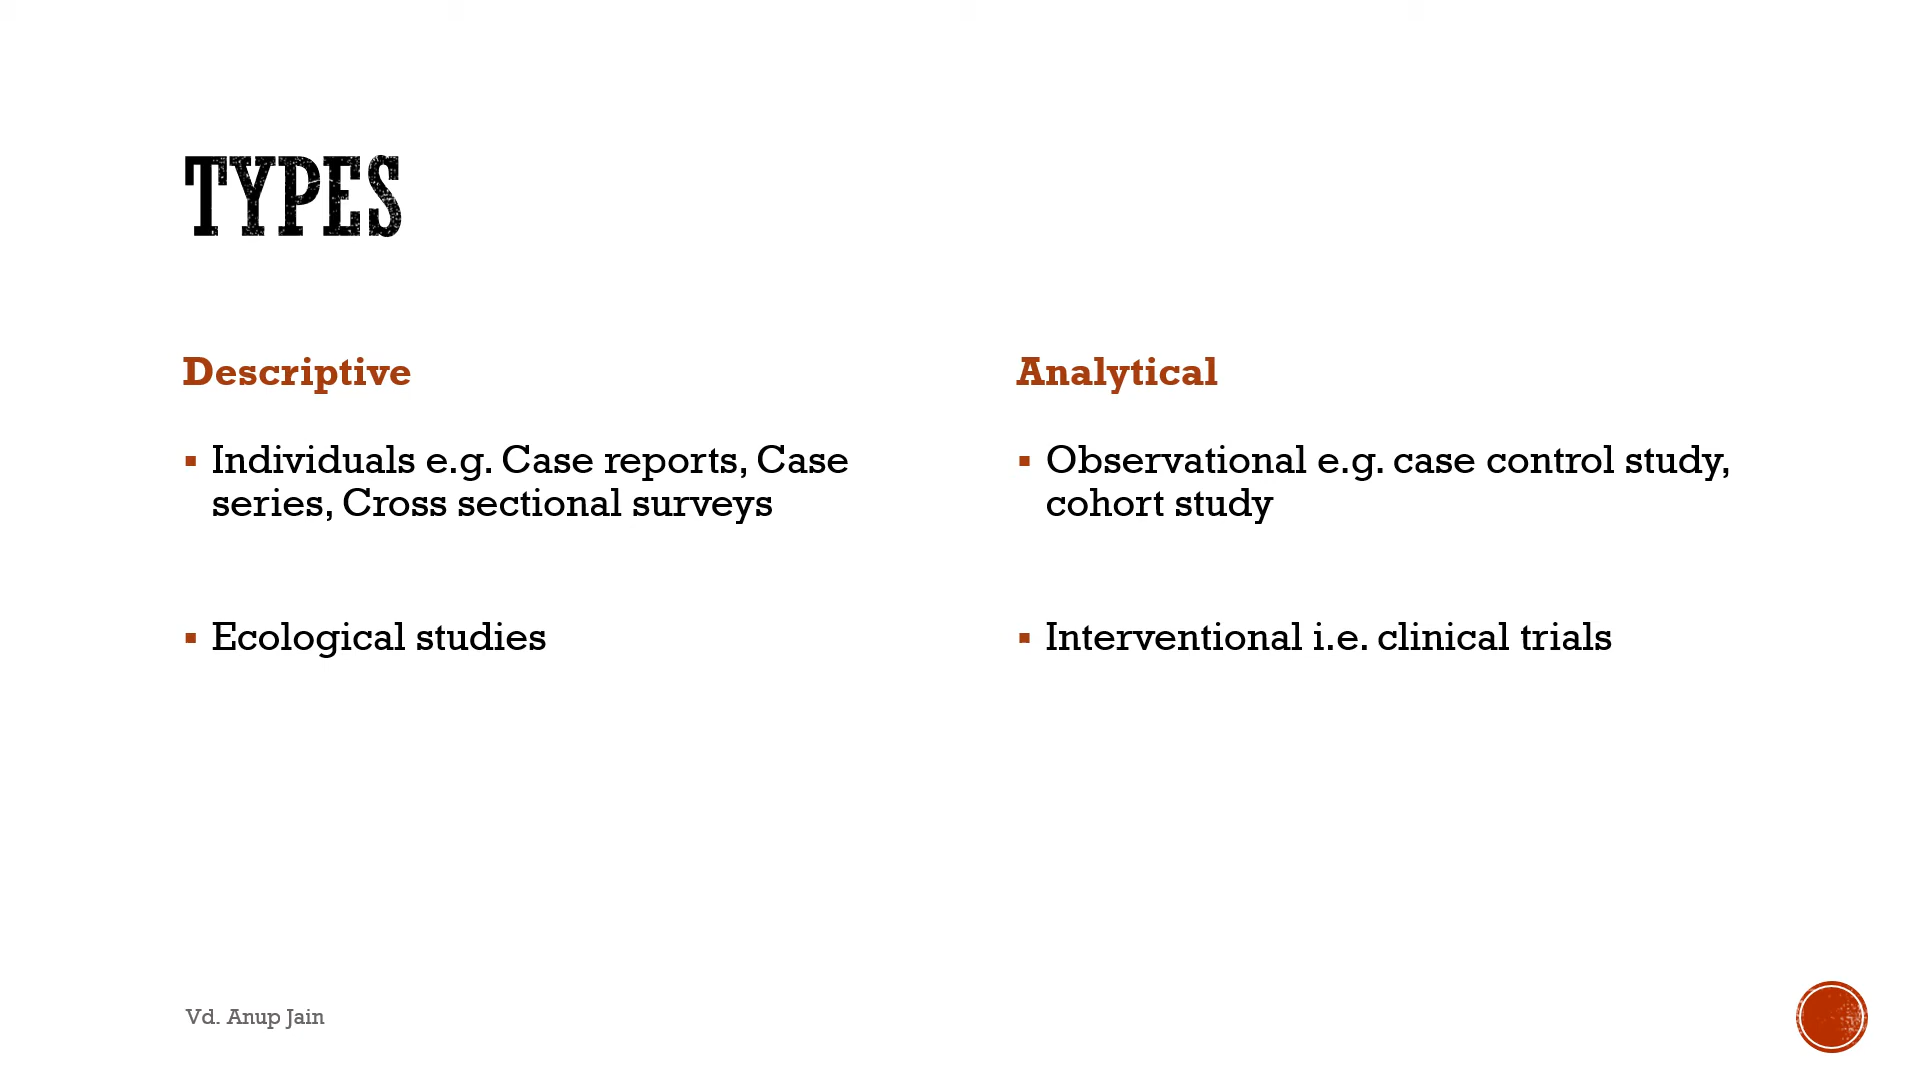 TYPES
Descriptive
▪ Individuals e.g. Case reports, Case
series, Cross sectional surveys
▪ Ecological studies
Analytical
▪ Observational e.g. case control study,
cohort study
▪ Interventional i.e. clinical trials
Vd. Anup Jain